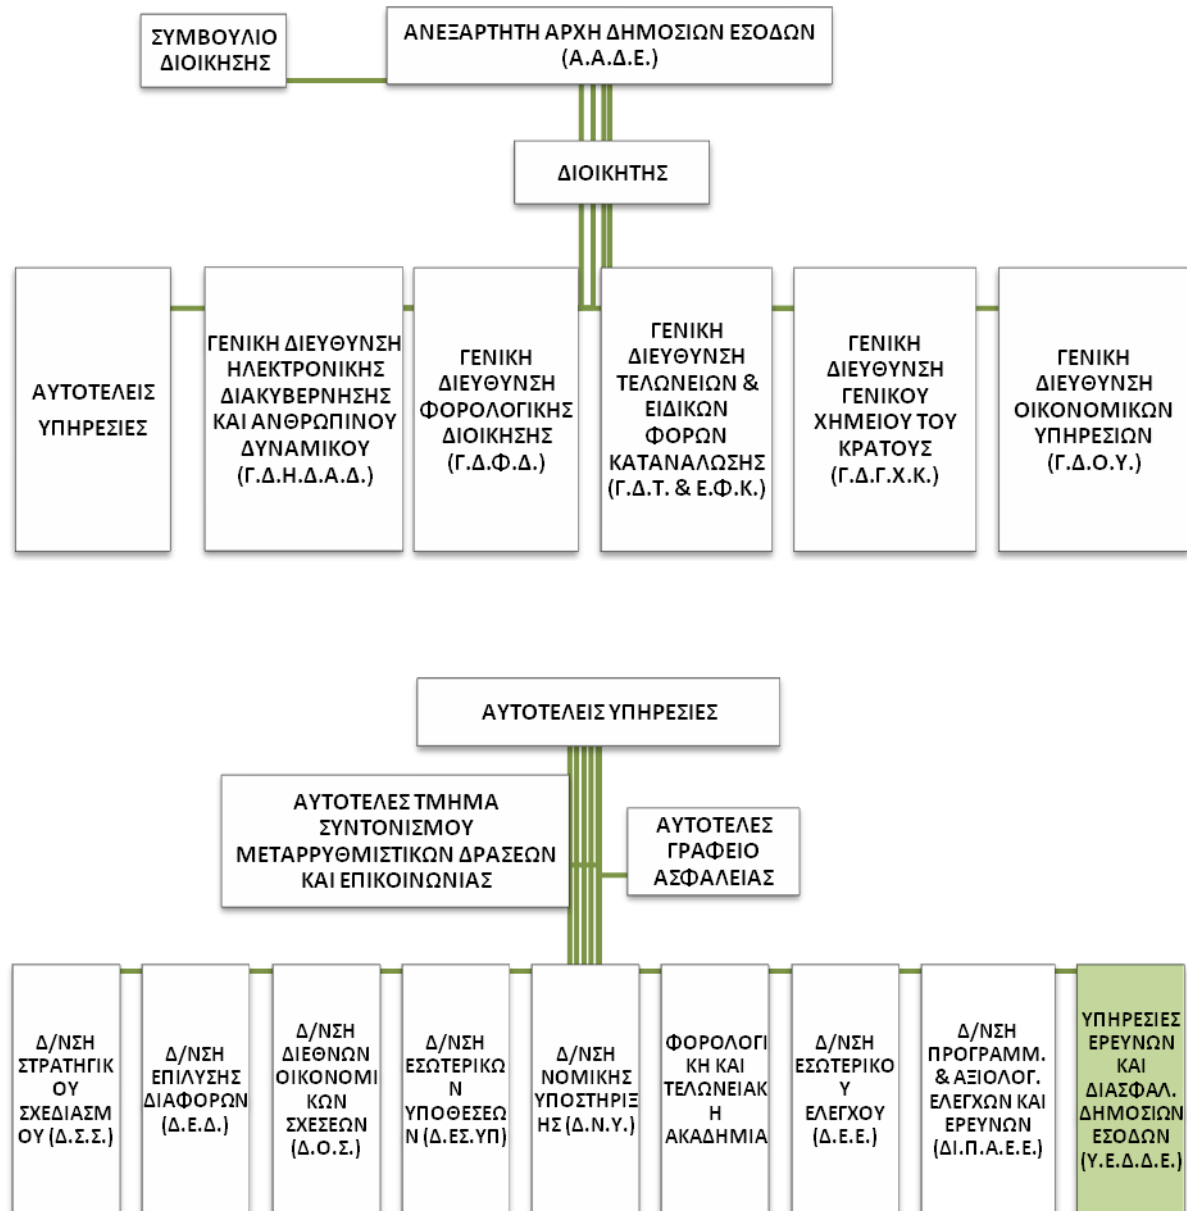 ΣΥΜΒΟΥΛΙΟ
ΔΙΟΙΚΗΣΗΣ
ΑΝΕΞΑΡΤΗΤΗ ΑΡΧΗ ΔΗΜΟΣΙΩΝ ΕΣΟΔΩΝ
(Α.Α.Δ.Ε.)
ΔΙΟΙΚΗΤΗΣ
ΑΥΤΟΤΕΛΕΙΣ
ΥΠΗΡΕΣΙΕΣ
ΓΕΝΙΚΗ ΔΙΕΥΘΥΝΣΗ
ΗΛΕΚΤΡΟΝΙΚΗΣ
ΔΙΑΚΥΒΕΡΝΗΣΗΣ
ΚΑΙ ΑΝΘΡΩΠΙΝΟΥ
ΔΥΝΑΜΙΚΟΥ
(Γ.Δ.Η.Δ.Α.Δ.)
ΓΕΝΙΚΗ
ΔΙΕΥΘΥΝΣΗ
ΦΟΡΟΛΟΓΙΚΗΣ
ΔΙΟΙΚΗΣΗΣ
(Γ.Δ.Φ.Δ.)
ΓΕΝΙΚΗ
ΔΙΕΥΘΥΝΣΗ
ΤΕΛΩΝΕΙΩΝ &
ΕΙΔΙΚΩΝ
ΦΟΡΩΝ
ΚΑΤΑΝΑΛΩΣΗΣ
(Γ.Δ.Τ. & Ε.Φ.Κ.)
ΓΕΝΙΚΗ
ΔΙΕΥΘΥΝΣΗ
ΓΕΝΙΚΟΥ
ΧΗΜΕΙΟΥ ΤΟΥ
ΚΡΑΤΟΥΣ
(Γ.Δ.Γ.Χ.Κ.)
ΓΕΝΙΚΗ
ΔΙΕΥΘΥΝΣΗ
ΟΙΚΟΝΟΜΙΚΩΝ
ΥΠΗΡΕΣΙΩΝ
(Γ.Δ.Ο.Υ.)
ΑΥΤΟΤΕΛΕΙΣ ΥΠΗΡΕΣΙΕΣ
ΑΥΤΟΤΕΛΕΣ ΤΜΗΜΑ
ΣΥΝΤΟΝΙΣΜΟΥ
ΜΕΤΑΡΡΥΘΜΙΣΤΙΚΩΝ ΔΡΑΣΕΩΝ
ΚΑΙ ΕΠΙΚΟΙΝΩΝΙΑΣ
ΑΥΤΟΤΕΛΕΣ
ΓΡΑΦΕΙΟ
ΑΣΦΑΛΕΙΑΣ
Δ/ΝΣΗ
ΣΤΡΑΤΗΓΙΚ
ΟΥ
ΣΧΕΔΙΑΣΜ
ΟΥ (Δ.Σ.Σ.)
Δ/ΝΣΗ
ΕΠΙΛΥΣΗΣ
ΔΙΑΦΟΡΩΝ
(Δ.Ε.Δ.)
Δ/ΝΣΗ
ΔΙΕΘΝΩΝ
ΟΙΚΟΝΟΜΙ
ΚΩΝ
ΣΧΕΣΕΩΝ
(Δ.Ο.Σ.)
Δ/ΝΣΗ
ΕΣΩΤΕΡΙΚΩ
Ν
ΥΠΟΘΕΣΕΩ
Ν (Δ.ΕΣ.ΥΠ)
Δ/ΝΣΗ
ΝΟΜΙΚΗΣ
ΥΠΟΣΤΗΡΙΞ
ΗΣ (Δ.Ν.Υ.)
ΦΟΡΟΛΟΓΙ
ΚΗ ΚΑΙ
ΤΕΛΩΝΕΙΑΚ
Η
ΑΚΑΔΗΜΙΑ
Δ/ΝΣΗ
ΕΣΩΤΕΡΙΚΟ
Υ
ΕΛΕΓΧΟΥ
(Δ.Ε.Ε.)
Δ/ΝΣΗ
ΠΡΟΓΡΑΜΜ.
& ΑΞΙΟΛΟΓ.
ΕΛΕΓΧΩΝ ΚΑΙ
ΕΡΕΥΝΩΝ
(ΔΙ.Π.Α.Ε.Ε.)
ΥΠΗΡΕΣΙΕΣ
ΕΡΕΥΝΩΝ
ΚΑΙ
ΔΙΑΣΦΑΛ.
ΔΗΜΟΣΙΩΝ
ΕΣΟΔΩΝ
(Υ.Ε.Δ.Δ.Ε.)